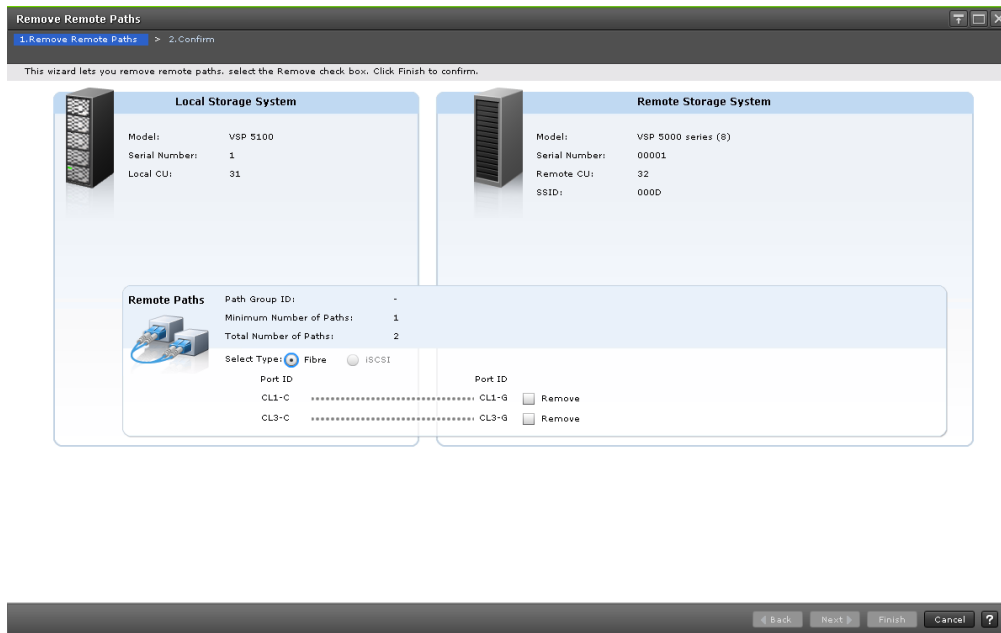 Remove Remote Paths
1.Remove Remote Paths > 2.Confirm
This wizard lets you remove remote paths. select the Remove check box. Click Finish to confirm.
Local Storage System
Model: VSP 5100
Serial Number: 1
Local CU: 31
Remote Storage System
Model: VSP 5000 series (8)
Serial Number: 00001
Remote CU: 32
SSID: 000D
Remote Paths
Path Group ID: -
Minimum Number of Paths: 1
Total Number of Paths: 2
Select Type: Fibre iSCSI
Port ID Port ID
CL1-C CL1-G Remove
CL3-C CL3-G Remove
Back Next Finish Cancel ?